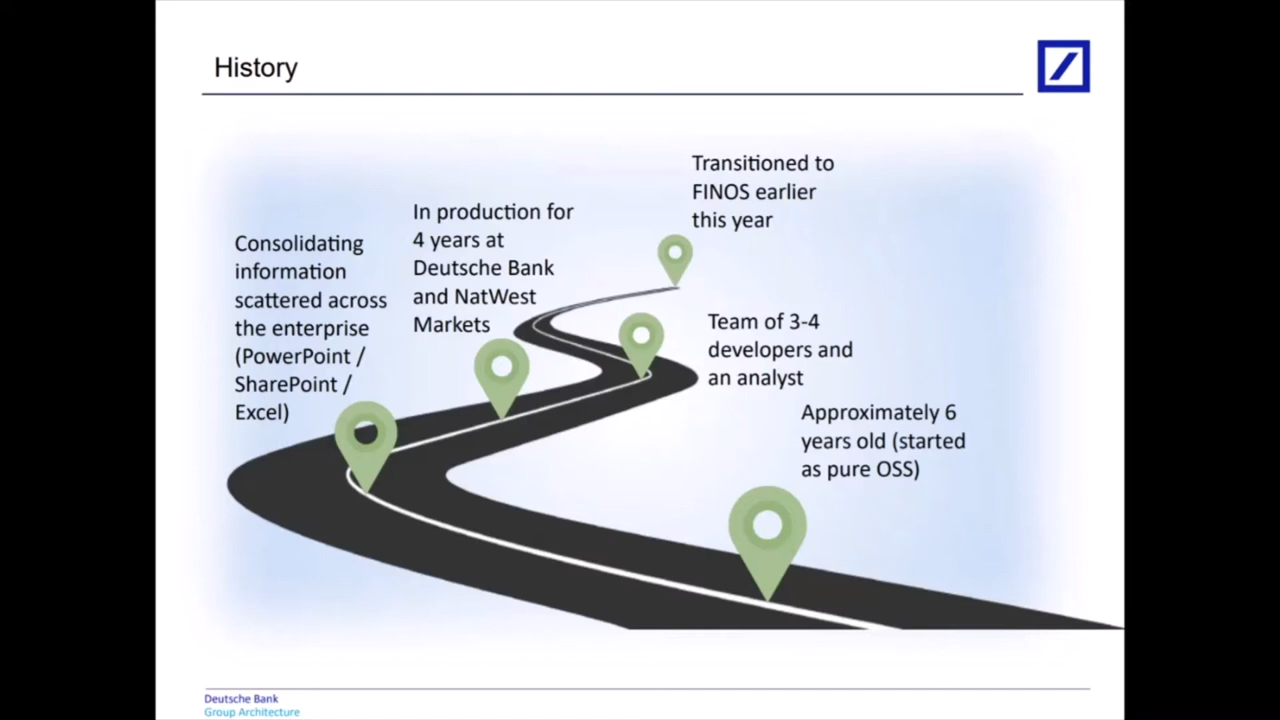 History
Consolidating
information
scattered across
the enterprise
(PowerPoint /
SharePoint /
Excel)
In production for
4 years at
Deutsche Bank
and NatWest
Markets
Transitioned to
FINOS earlier
this year
Team of 3-4
developers and
an analyst
Approximately 6
years old (started
as pure OSS)
Deutsche Bank
Group Architecture